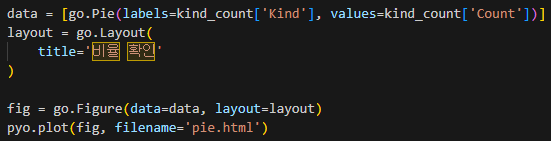 data = [go.Pie(labels=kind_count['Kind'], values=kind_count['Count'])]
layout = go.Layout(
    title='비율 확인'
)

fig = go.Figure(data=data, layout=layout)
pyo.plot(fig, filename='pie.html')